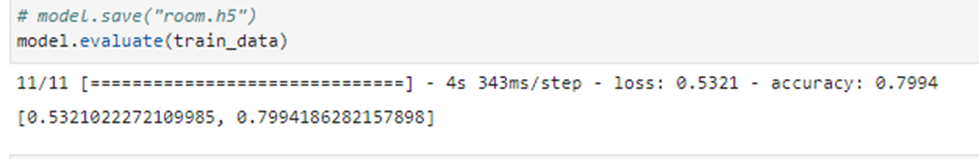 # model.save("room.h5")
model.evaluate(train_data)
11/11 [==============================] - 4s 343ms/step - loss: 0.5321 - accuracy: 0.7994
[0.5321022272109985, 0.7994186282157898]